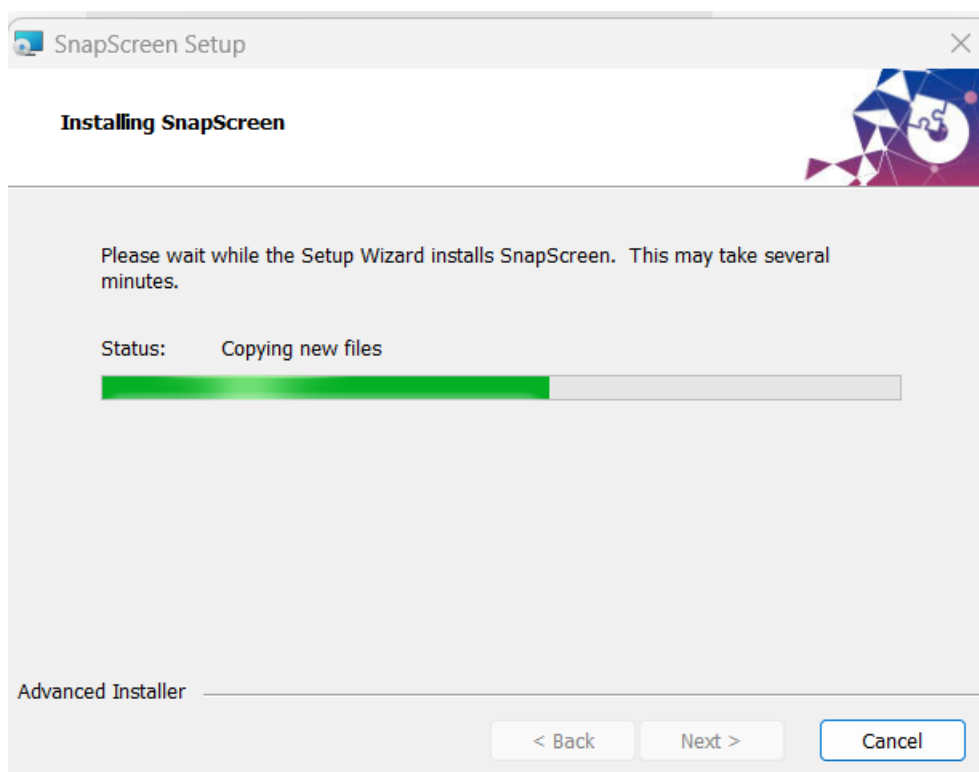 SnapScreen Setup
Installing SnapScreen
Please wait while the Setup Wizard installs SnapScreen.  This may take several
minutes.
Status: Copying new files
Advanced Installer
< Back Next > Cancel